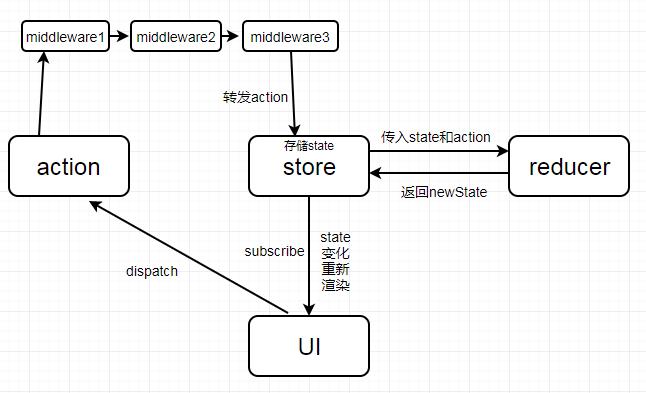 middleware1
middleware2
middleware3
转发action
action
存储state
store
传入state和action
返回newState
reducer
dispatch
subscribe
state
变化
重新
渲染
UI